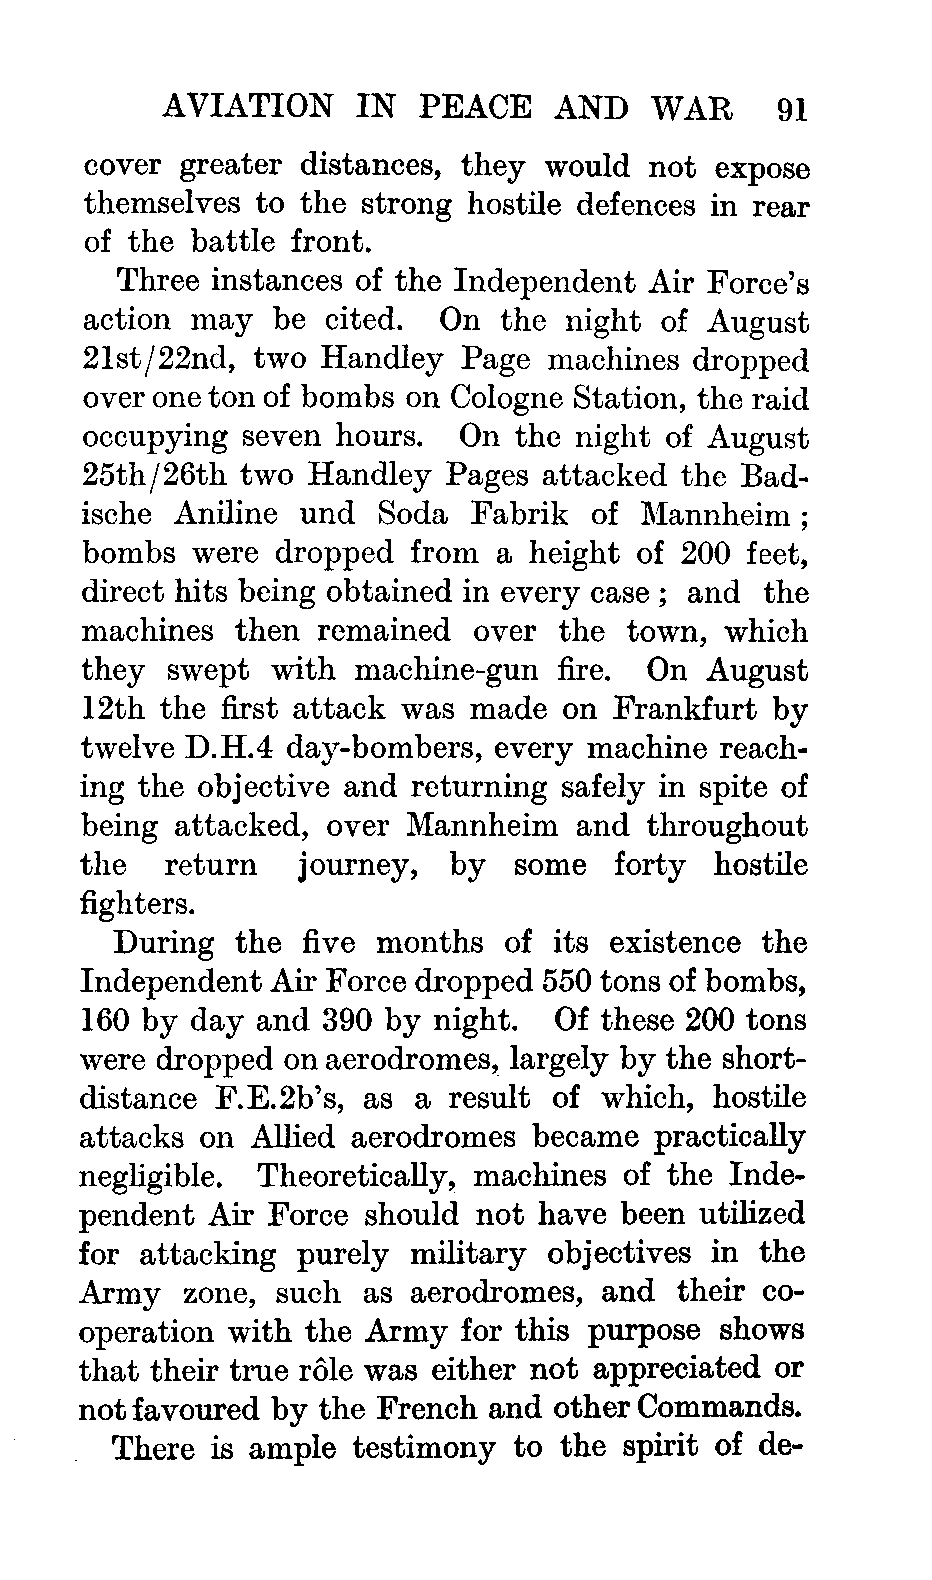 AVIATION IN PEACE AND WAR 91
cover greater distances, they would not expose
themselves to the strong hostile defences in rear
of the battle front.
Three instances of the Independent Air Force's
action may be cited. On the night of August
21st/22nd, two Handley Page machines dropped
over one ton of bombs on Cologne Station, the raid
occupying seven hours. On the night of August
25th/26th two Handley Pages attacked the Bad-
ische Aniline und Soda Fabrik of Mannheim ;
bombs were dropped from a height of 200 feet,
direct hits being obtained in every case ; and the
machines then remained over the town, which
they swept with machine-gun fire. On August
12th the first attack was made on Frankfurt by
twelve D.H.4 day-bombers, every machine reach-
ing the objective and returning safely in spite of
being attacked, over Mannheim and throughout
the return journey, by some forty hostile
fighters.
During the five months of its existence the
Independent Air Force dropped 550 tons of bombs,
160 by day and 390 by night. Of these 200 tons
were dropped on aerodromes, largely by the short-
distance F.E.2b's, as a result of which, hostile
attacks on Allied aerodromes became practically
negligible. Theoretically, machines of the Inde-
pendent Air Force should not have been utilized
for attacking purely military objectives in the
Army zone, such as aerodromes, and their co-
operation with the Army for this purpose shows
that their true rôle was either not appreciated or
not favoured by the French and other Commands.
There is ample testimony to the spirit of de-